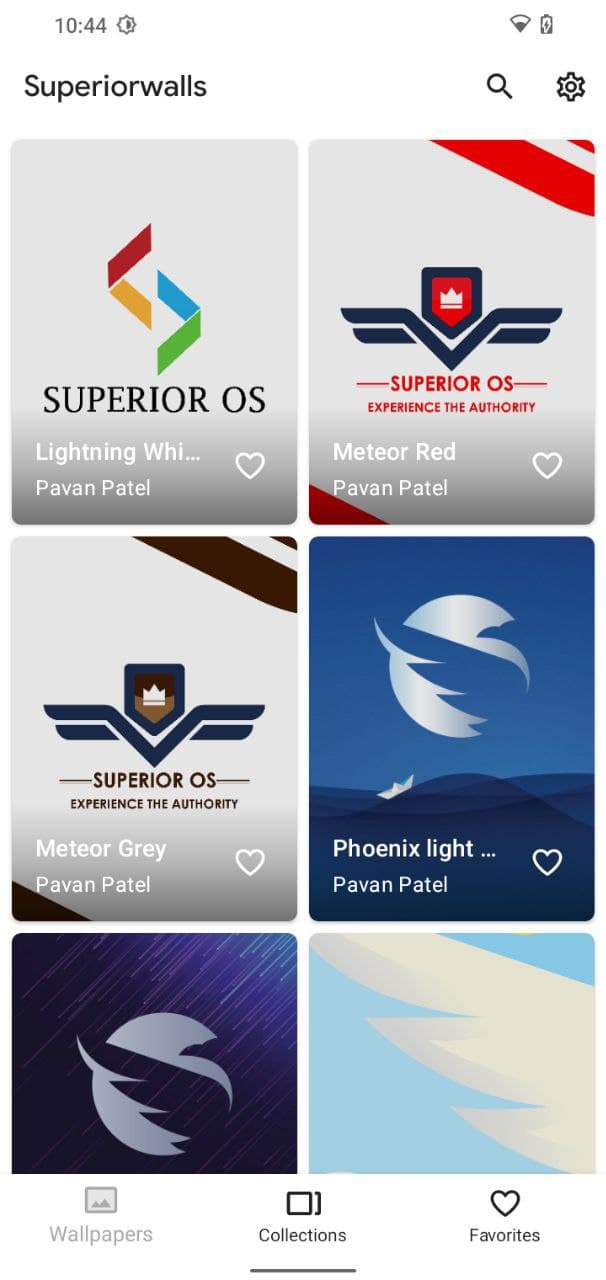 10:44
Superiorwalls
SUPERIOR OS
Lightning Whi...
Pavan Patel
SUPERIOR OS
EXPERIENCE THE AUTHORITY
Meteor Red
Pavan Patel
SUPERIOR OS
EXPERIENCE THE AUTHORITY
Meteor Grey
Pavan Patel
Phoenix light ...
Pavan Patel
Wallpapers
Collections
Favorites